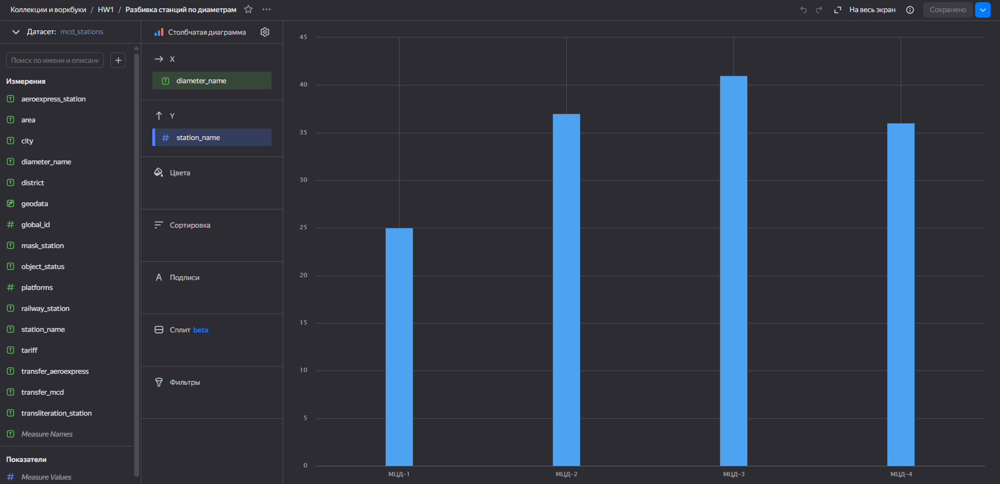 Коллекции и воркбуки / HW1 / Разбивка станций по диаметрам
На весь экран
Сохранено
Датасет: mcd_stations
Поиск по имени и описани
Измерения
aeroexpress_station
area
city
diameter_name
district
geodata
global_id
mask_station
object_status
platforms
railway_station
station_name
tariff
transfer_aeroexpress
transfer_mcd
transliteration_station
Measure Names
Показатели
Measure Values
Столбчатая диаграмма
X
diameter_name
Y
station_name
Цвета
Сортировка
Подписи
Сплит beta
Фильтры
45
40
35
30
25
20
15
10
5
0
МЦД-1
МЦД-2
МЦД-3
МЦД-4